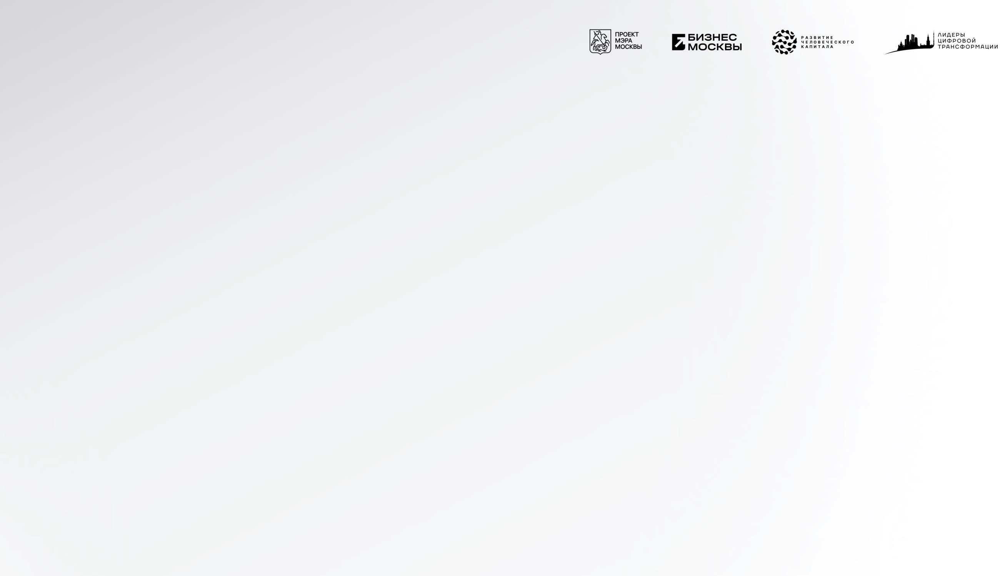 ПРОЕКТ
МЭРА
МОСКВЫ
БИЗНЕС
МОСКВЫ
РАЗВИТИЕ
ЧЕЛОВЕЧЕСКОГО
КАПИТАЛА
ЛИДЕРЫ
ЦИФРОВОЙ
ТРАНСФОРМАЦИИ